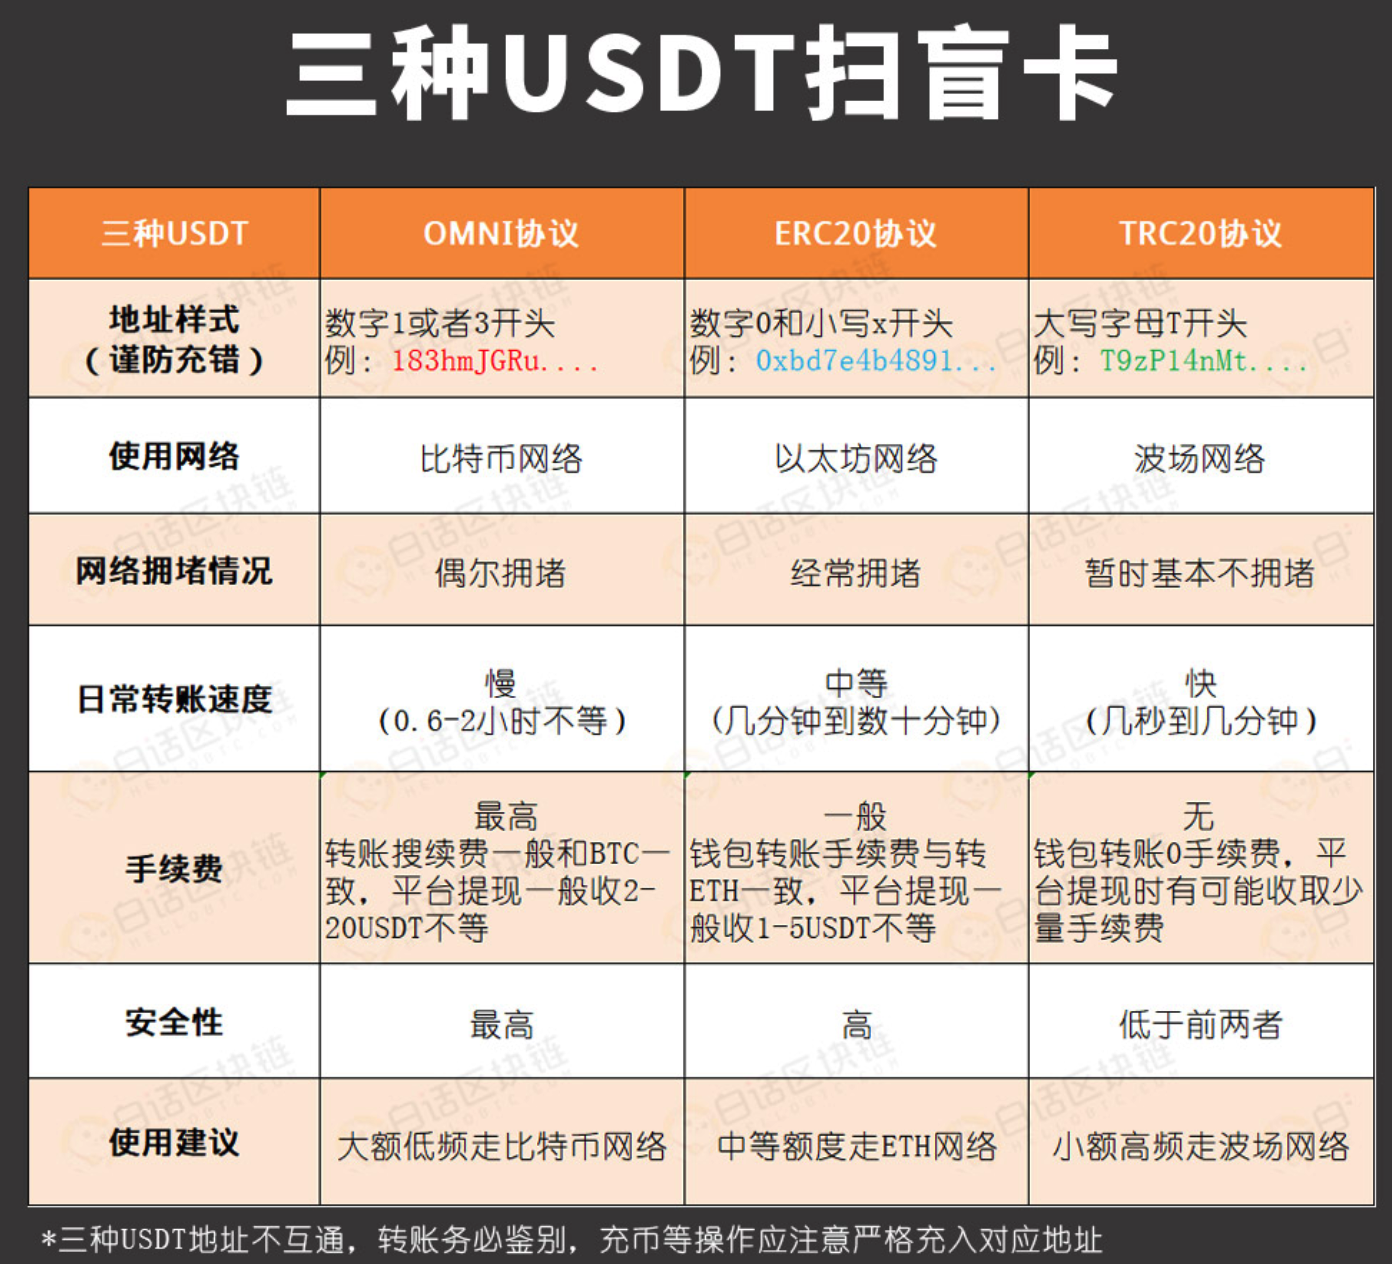 三种USDT扫盲卡
三种USDT
OMNI协议
ERC20协议
TRC20协议
地址样式
（谨防充错）
数字1或者3开头
例：183hmJGRu....
数字0和小写x开头
例：0xbd7e4b4891...
大写字母T开头
例：T9zP14nMt....
使用网络
比特币网络
以太坊网络
波场网络
网络拥堵情况
偶尔拥堵
经常拥堵
暂时基本不拥堵
日常转账速度
慢
(0.6-2小时不等)
中等
(几分钟到数十分钟)
快
(几秒到几分钟)
手续费
最高
转账搜续费一般和BTC一
致，平台提现一般收2-
20USDT不等
一般
钱包转账手续费与转
ETH一致，平台提现一
般收1-5USDT不等
无
钱包转账0手续费，平
台提现时有可能收取少
量手续费
安全性
最高
高
低于前两者
使用建议
大额低频走比特币网络
中等额度走ETH网络
小额高频走波场网络
*三种USDT地址不互通，转账务必鉴别，充币等操作应注意严格充入对应地址
白话区块链
HELLOBTC.COM